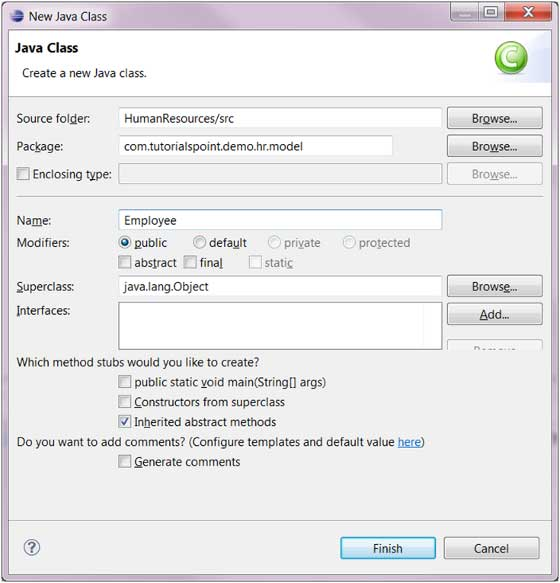 New Java Class
Java Class
Create a new Java class.
Source folder: HumanResources/src Browse...
Package: com.tutorialspoint.demo.hr.model Browse...
Enclosing type: Browse...
Name: Employee
Modifiers: public default private protected
abstract final static
Superclass: java.lang.Object Browse...
Interfaces: Add...
Remove
Which method stubs would you like to create?
public static void main(String[] args)
Constructors from superclass
Inherited abstract methods
Do you want to add comments? (Configure templates and default value here)
Generate comments
? Finish Cancel